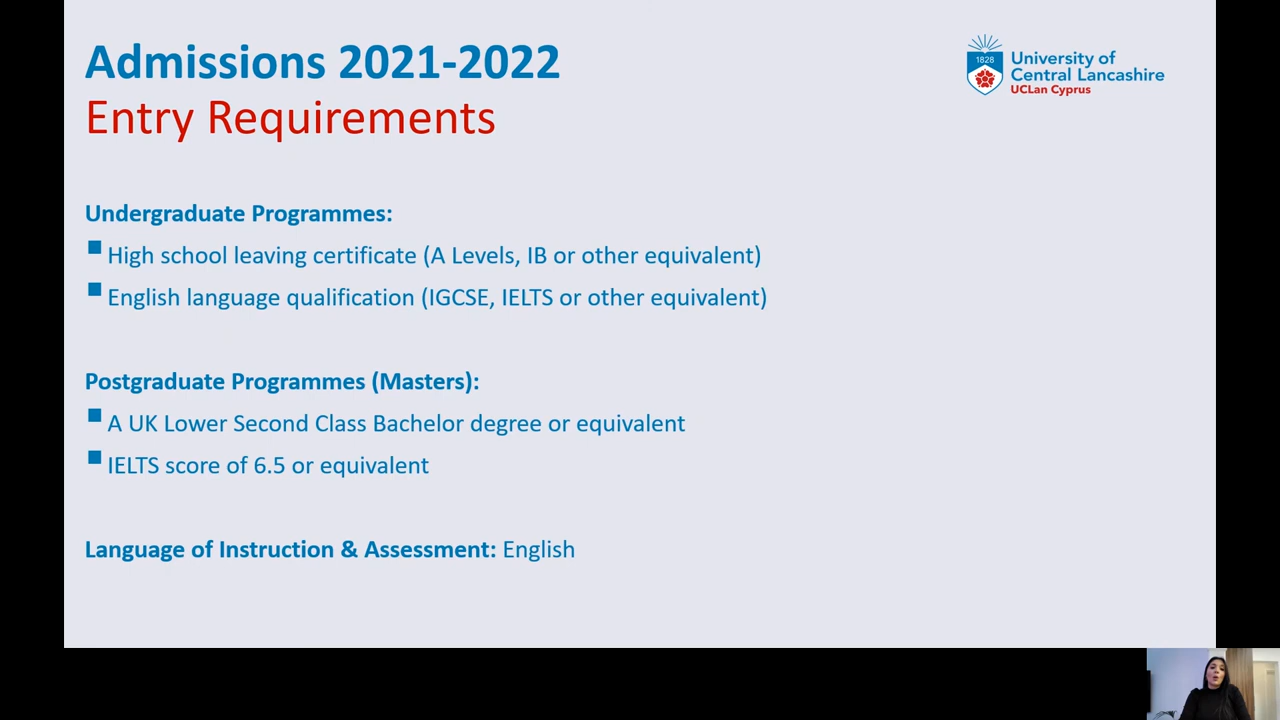 Admissions 2021-2022
Entry Requirements
1828
University of
Central Lancashire
UCLan Cyprus
Undergraduate Programmes:
High school leaving certificate (A Levels, IB or other equivalent)
English language qualification (IGCSE, IELTS or other equivalent)
Postgraduate Programmes (Masters):
A UK Lower Second Class Bachelor degree or equivalent
IELTS score of 6.5 or equivalent
Language of Instruction & Assessment: English